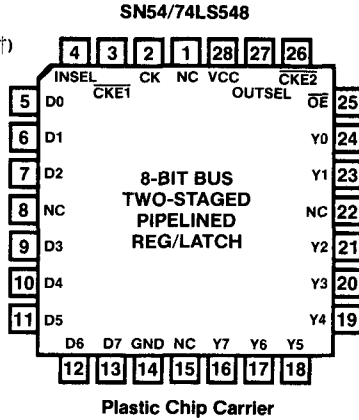 SN54/74LS548
†)
4 3 2 1 28 27 26
INSEL CK NC VCC C̅K̅E̅2̅
C̅K̅E̅1̅ OUTSEL
5 D0 O̅E̅ 25
6 D1 Y0 24
7 D2 Y1 23
8 NC NC 22
9 D3 Y2 21
10 D4 Y3 20
11 D5 Y4 19
8-BIT BUS
TWO-STAGED
PIPELINED
REG/LATCH
D6 D7 GND NC Y7 Y6 Y5
12 13 14 15 16 17 18
Plastic Chip Carrier